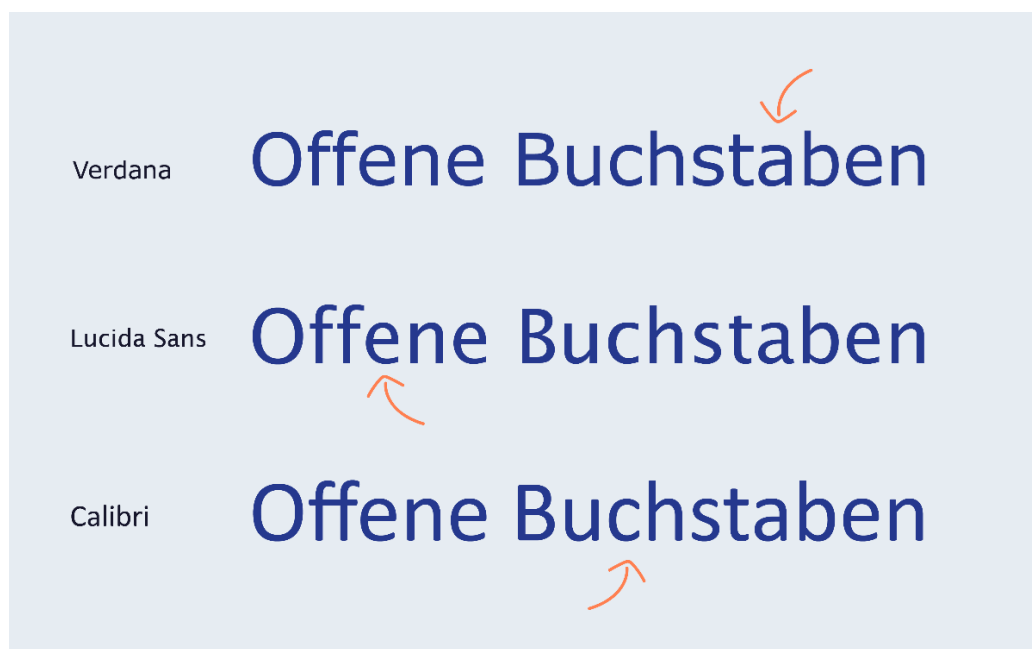 Verdana Offene Buchstaben
Lucida Sans Offene Buchstaben
Calibri Offene Buchstaben